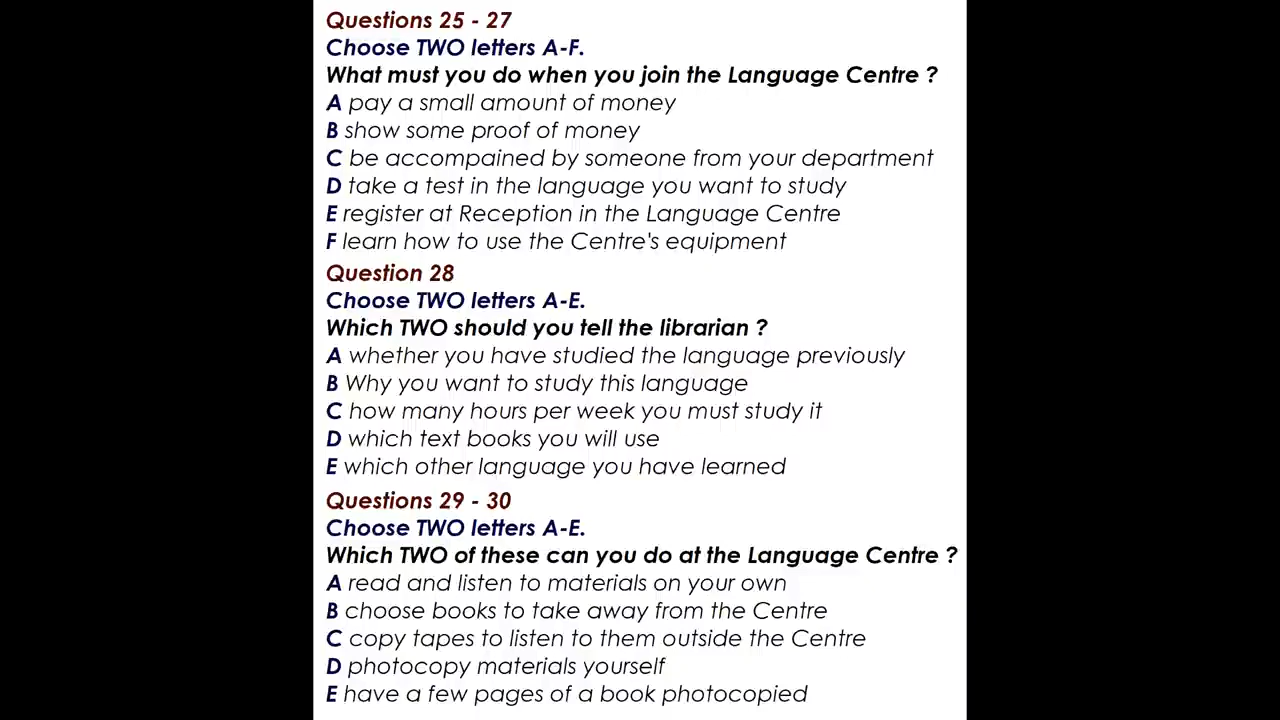 Questions 25 - 27
Choose TWO letters A-F.
What must you do when you join the Language Centre ?
A pay a small amount of money
B show some proof of money
C be accompained by someone from your department
D take a test in the language you want to study
E register at Reception in the Language Centre
F learn how to use the Centre's equipment
Question 28
Choose TWO letters A-E.
Which TWO should you tell the librarian ?
A whether you have studied the language previously
B Why you want to study this language
C how many hours per week you must study it
D which text books you will use
E which other language you have learned
Questions 29 - 30
Choose TWO letters A-E.
Which TWO of these can you do at the Language Centre ?
A read and listen to materials on your own
B choose books to take away from the Centre
C copy tapes to listen to them outside the Centre
D photocopy materials yourself
E have a few pages of a book photocopied